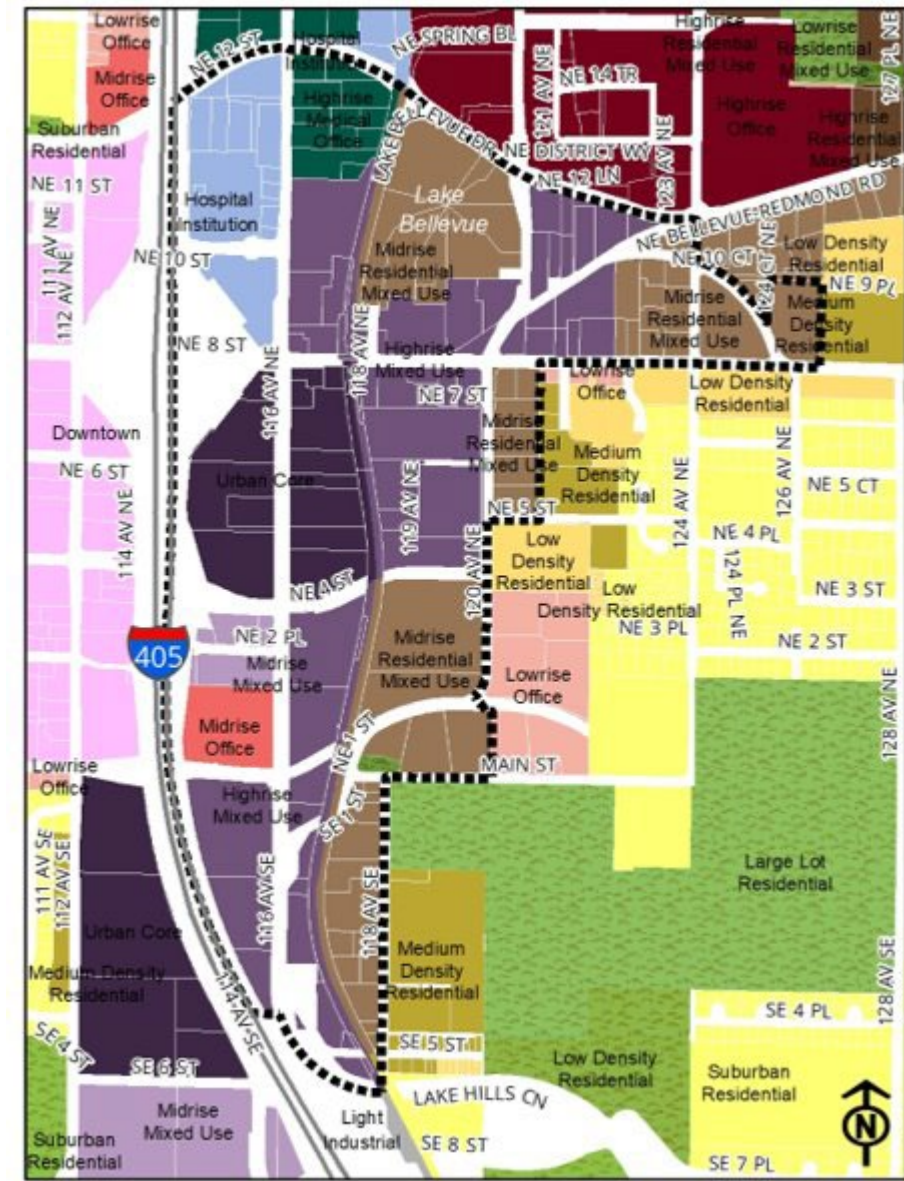 Lowrise
Office
Midrise
Office
Suburban
Residential
NE 12 ST
Hospital
Institution
Highrise
Medical
Office
LAKE BELLEVUE DR
NE SPRING BL
121 AV NE
NE 14 TR
NE DISTRICT WY
NE 12 LN
123 AV NE
Highrise
Residential
Mixed Use
Highrise
Office
Lowrise
Residential
Mixed Use
127 PL NE
Highrise
Residential
Mixed Use
NE BELLEVUE-REDMOND RD
NE 11 ST
111 AV NE
112 AV NE
Hospital
Institution
NE 10 ST
Lake
Bellevue
Midrise
Residential
Mixed Use
NE 10 CT
124 CT NE
Low Density
Residential
NE 9 PL
Medium
Density
Residential
Midrise
Residential
Mixed Use
NE 8 ST
116 AV NE
118 AV NE
Highrise
Mixed Use
NE 7 ST
Lowrise
Office
Low Density
Residential
Downtown
NE 6 ST
114 AV NE
Urban Core
119 AV NE
Midrise
Residential
Mixed Use
Medium
Density
Residential
124 AV NE
126 AV NE
NE 5 CT
NE 5 ST
120 AV NE
Low
Density
Residential
NE 4 PL
124 PL NE
NE 4 ST
Low
Density Residential
NE 3 ST
NE 3 PL
NE 2 PL
NE 2 ST
405
Midrise
Mixed Use
Midrise
Residential
Mixed Use
Lowrise
Office
Midrise
Office
128 AV NE
NE 1 ST
MAIN ST
Lowrise
Office
Highrise
Mixed Use
SE 1 ST
111 AV SE
112 AV SE
116 AV SE
118 AV SE
Large Lot
Residential
Urban Core
Medium Density
Residential
Medium
Density
Residential
128 AV SE
114 AV SE
SE 4 ST
SE 4 PL
SE 5 ST
SE 6 ST
Low Density
Residential
Suburban
Residential
LAKE HILLS CN
Midrise
Mixed Use
Light
Industrial
SE 8 ST
Suburban
Residential
SE 7 PL
N